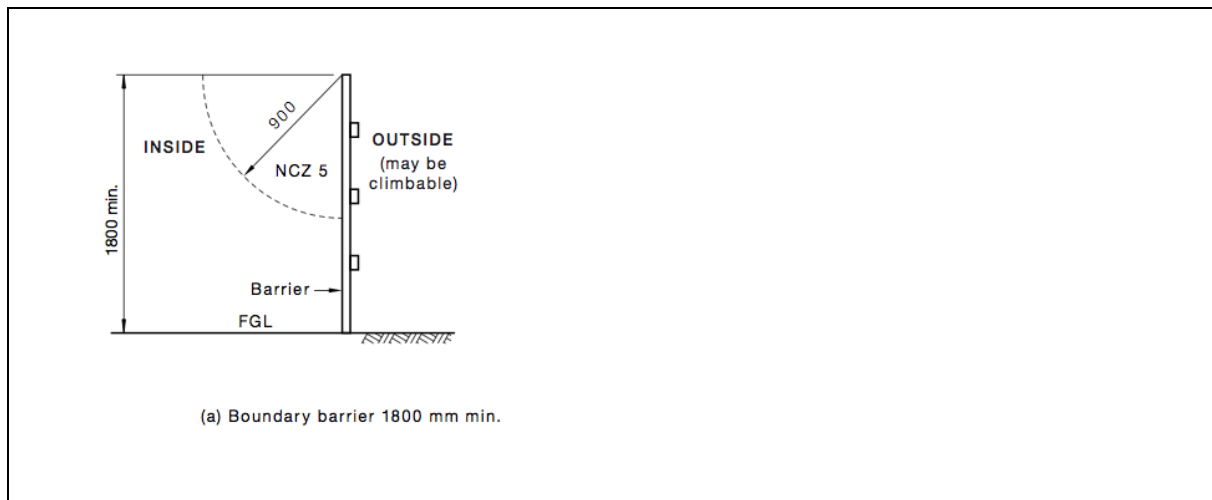 900
INSIDE
OUTSIDE
(may be
climbable)
NCZ 5
1800 min.
Barrier
FGL
(a) Boundary barrier 1800 mm min.